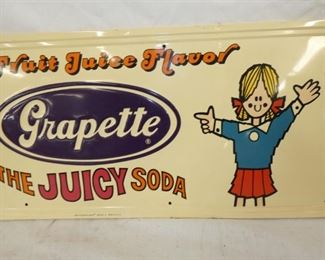 Fruit Juice Flavor
Grapette®
THE JUICY SODA